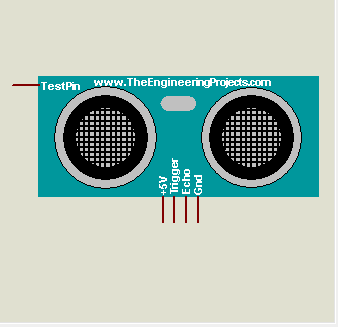 www.TheEngineeringProjects.com
TestPin
+5V
Trigger
Echo
Gnd